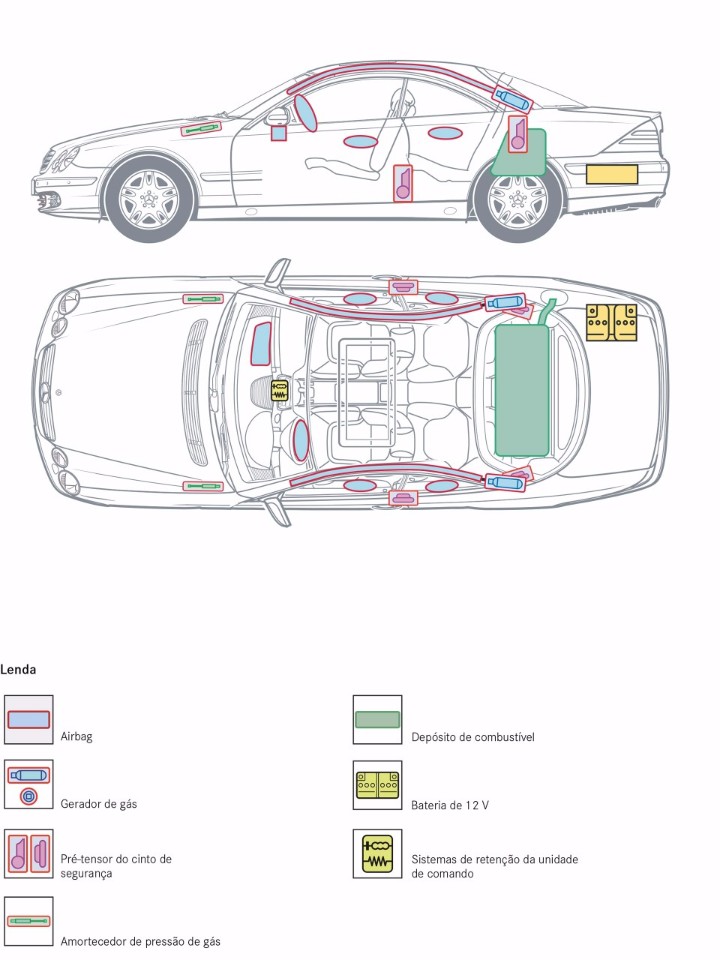 Lenda
Airbag
Depósito de combustível
Gerador de gás
Bateria de 12 V
Pré-tensor do cinto de
segurança
Sistemas de retenção da unidade
de comando
Amortecedor de pressão de gás